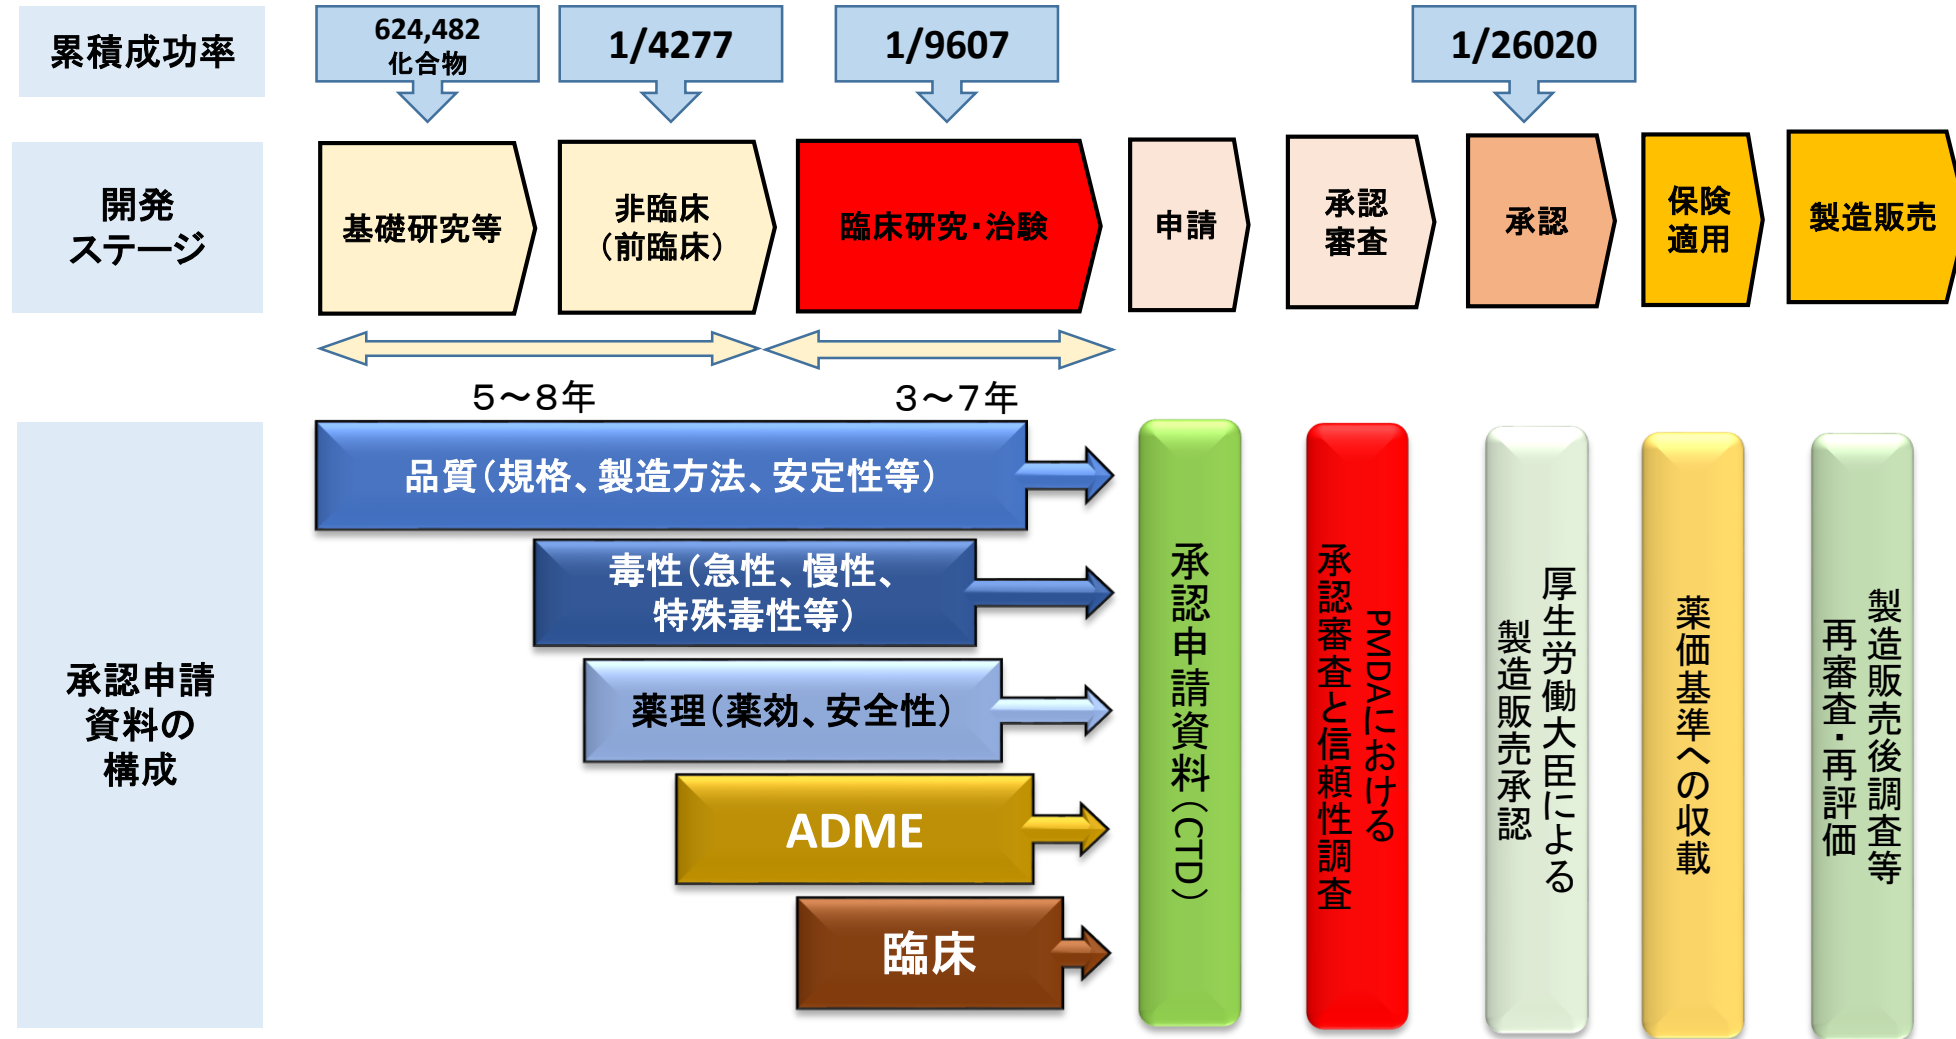 累積成功率
624,482
化合物
1/4277
1/9607
1/26020
開発
ステージ
基礎研究等
非臨床
（前臨床）
臨床研究・治験
申請
承認
審査
承認
保険
適用
製造販売
5～8年
3～7年
承認申請
資料の
構成
品質（規格、製造方法、安定性等）
毒性（急性、慢性、
特殊毒性等）
薬理（薬効、安全性）
ADME
臨床
承認申請資料（CTD）
PMDAにおける
承認審査と信頼性調査
厚生労働大臣による
製造販売承認
薬価基準への収載
製造販売後調査等
再審査・再評価